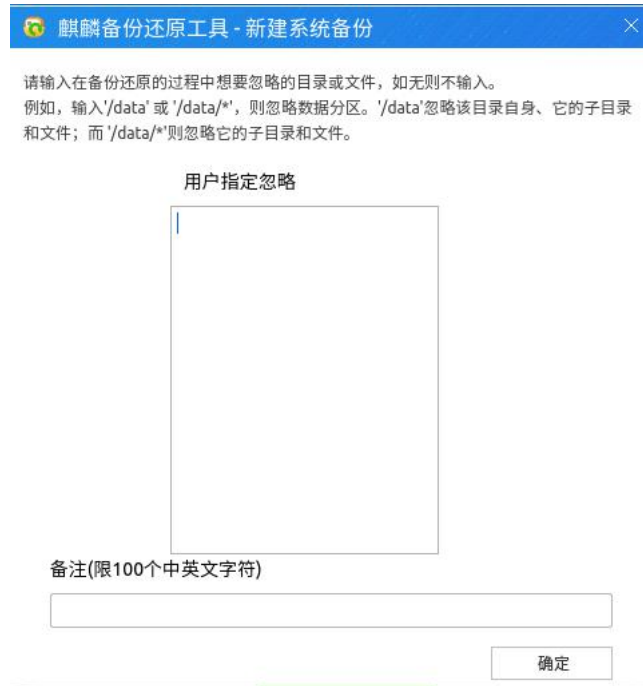 麒麟备份还原工具 - 新建系统备份
请输入在备份还原的过程中想要忽略的目录或文件，如无则不输入。
例如，输入'/data' 或 '/data/*'，则忽略数据分区。'/data'忽略该目录自身、它的子目录
和文件；而 '/data/*'则忽略它的子目录和文件。
用户指定忽略
备注(限100个中英文字符)
确定